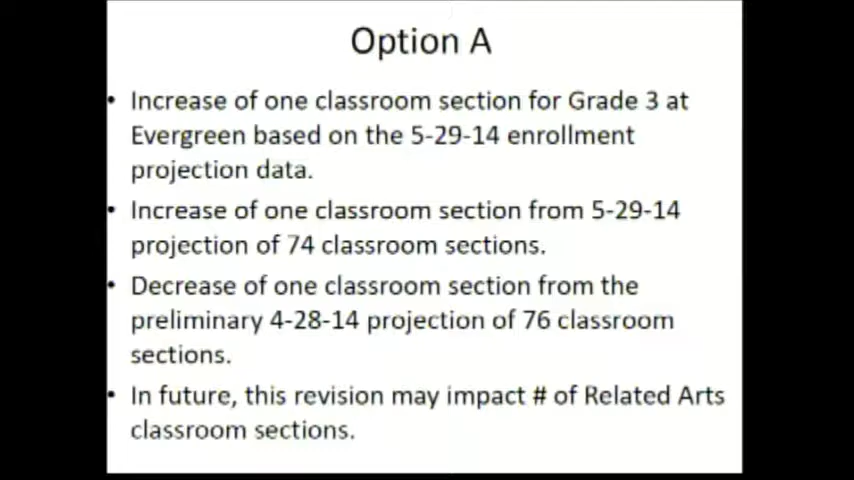 Option A
• Increase of one classroom section for Grade 3 at
Evergreen based on the 5-29-14 enrollment
projection data.
• Increase of one classroom section from 5-29-14
projection of 74 classroom sections.
• Decrease of one classroom section from the
preliminary 4-28-14 projection of 76 classroom
sections.
• In future, this revision may impact # of Related Arts
classroom sections.